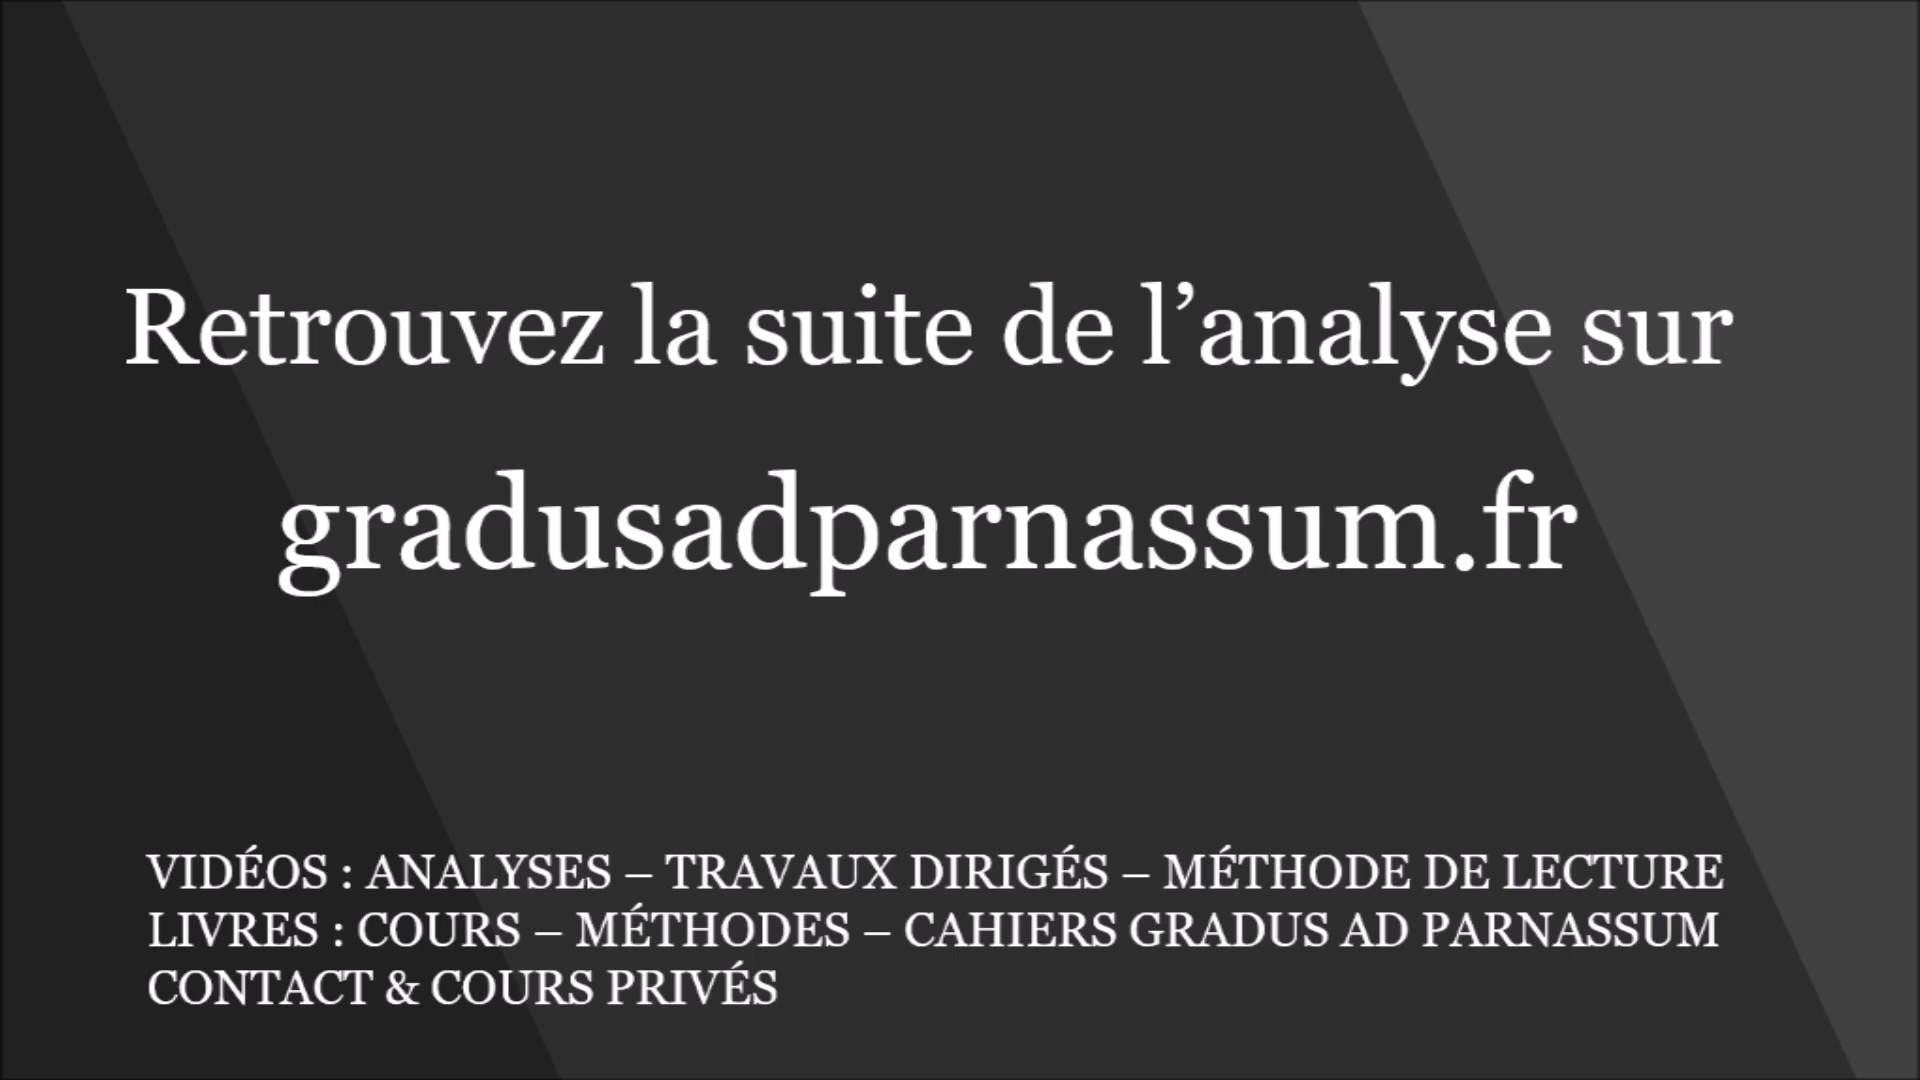 Retrouvez la suite de l’analyse sur
gradusadparnassum.fr
VIDÉOS : ANALYSES – TRAVAUX DIRIGÉS – MÉTHODE DE LECTURE
LIVRES : COURS – MÉTHODES – CAHIERS GRADUS AD PARNASSUM
CONTACT & COURS PRIVÉS